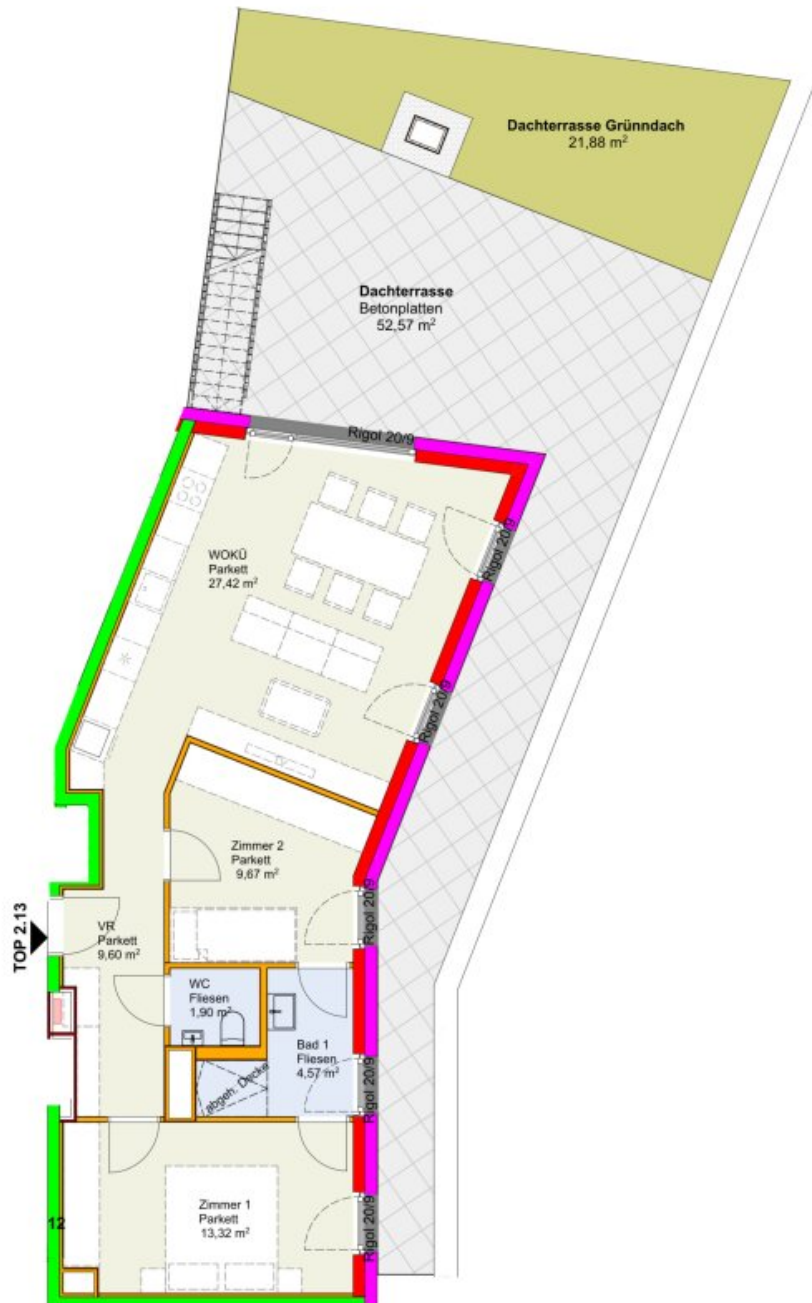 Dachterrasse Gründach
21,88 m²
Dachterrasse
Betonplatten
52,57 m²
Rigol 20/9
Rigol 20/9
WOKÜ
Parkett
27,42 m²
Rigol 20/9
Zimmer 2
Parkett
9,67 m²
Rigol 20/9
TOP 2.13
VR
Parkett
9,60 m²
WC
Fliesen
1,90 m²
Bad 1
Fliesen
4,57 m²
abgeh. Decke
Rigol 20/9
Zimmer 1
Parkett
13,32 m²
12
Rigol 20/9